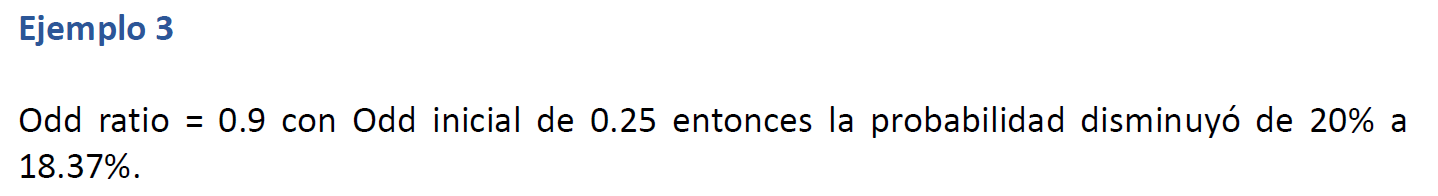 Ejemplo 3
Odd ratio = 0.9 con Odd inicial de 0.25 entonces la probabilidad disminuyó de 20% a
18.37%.